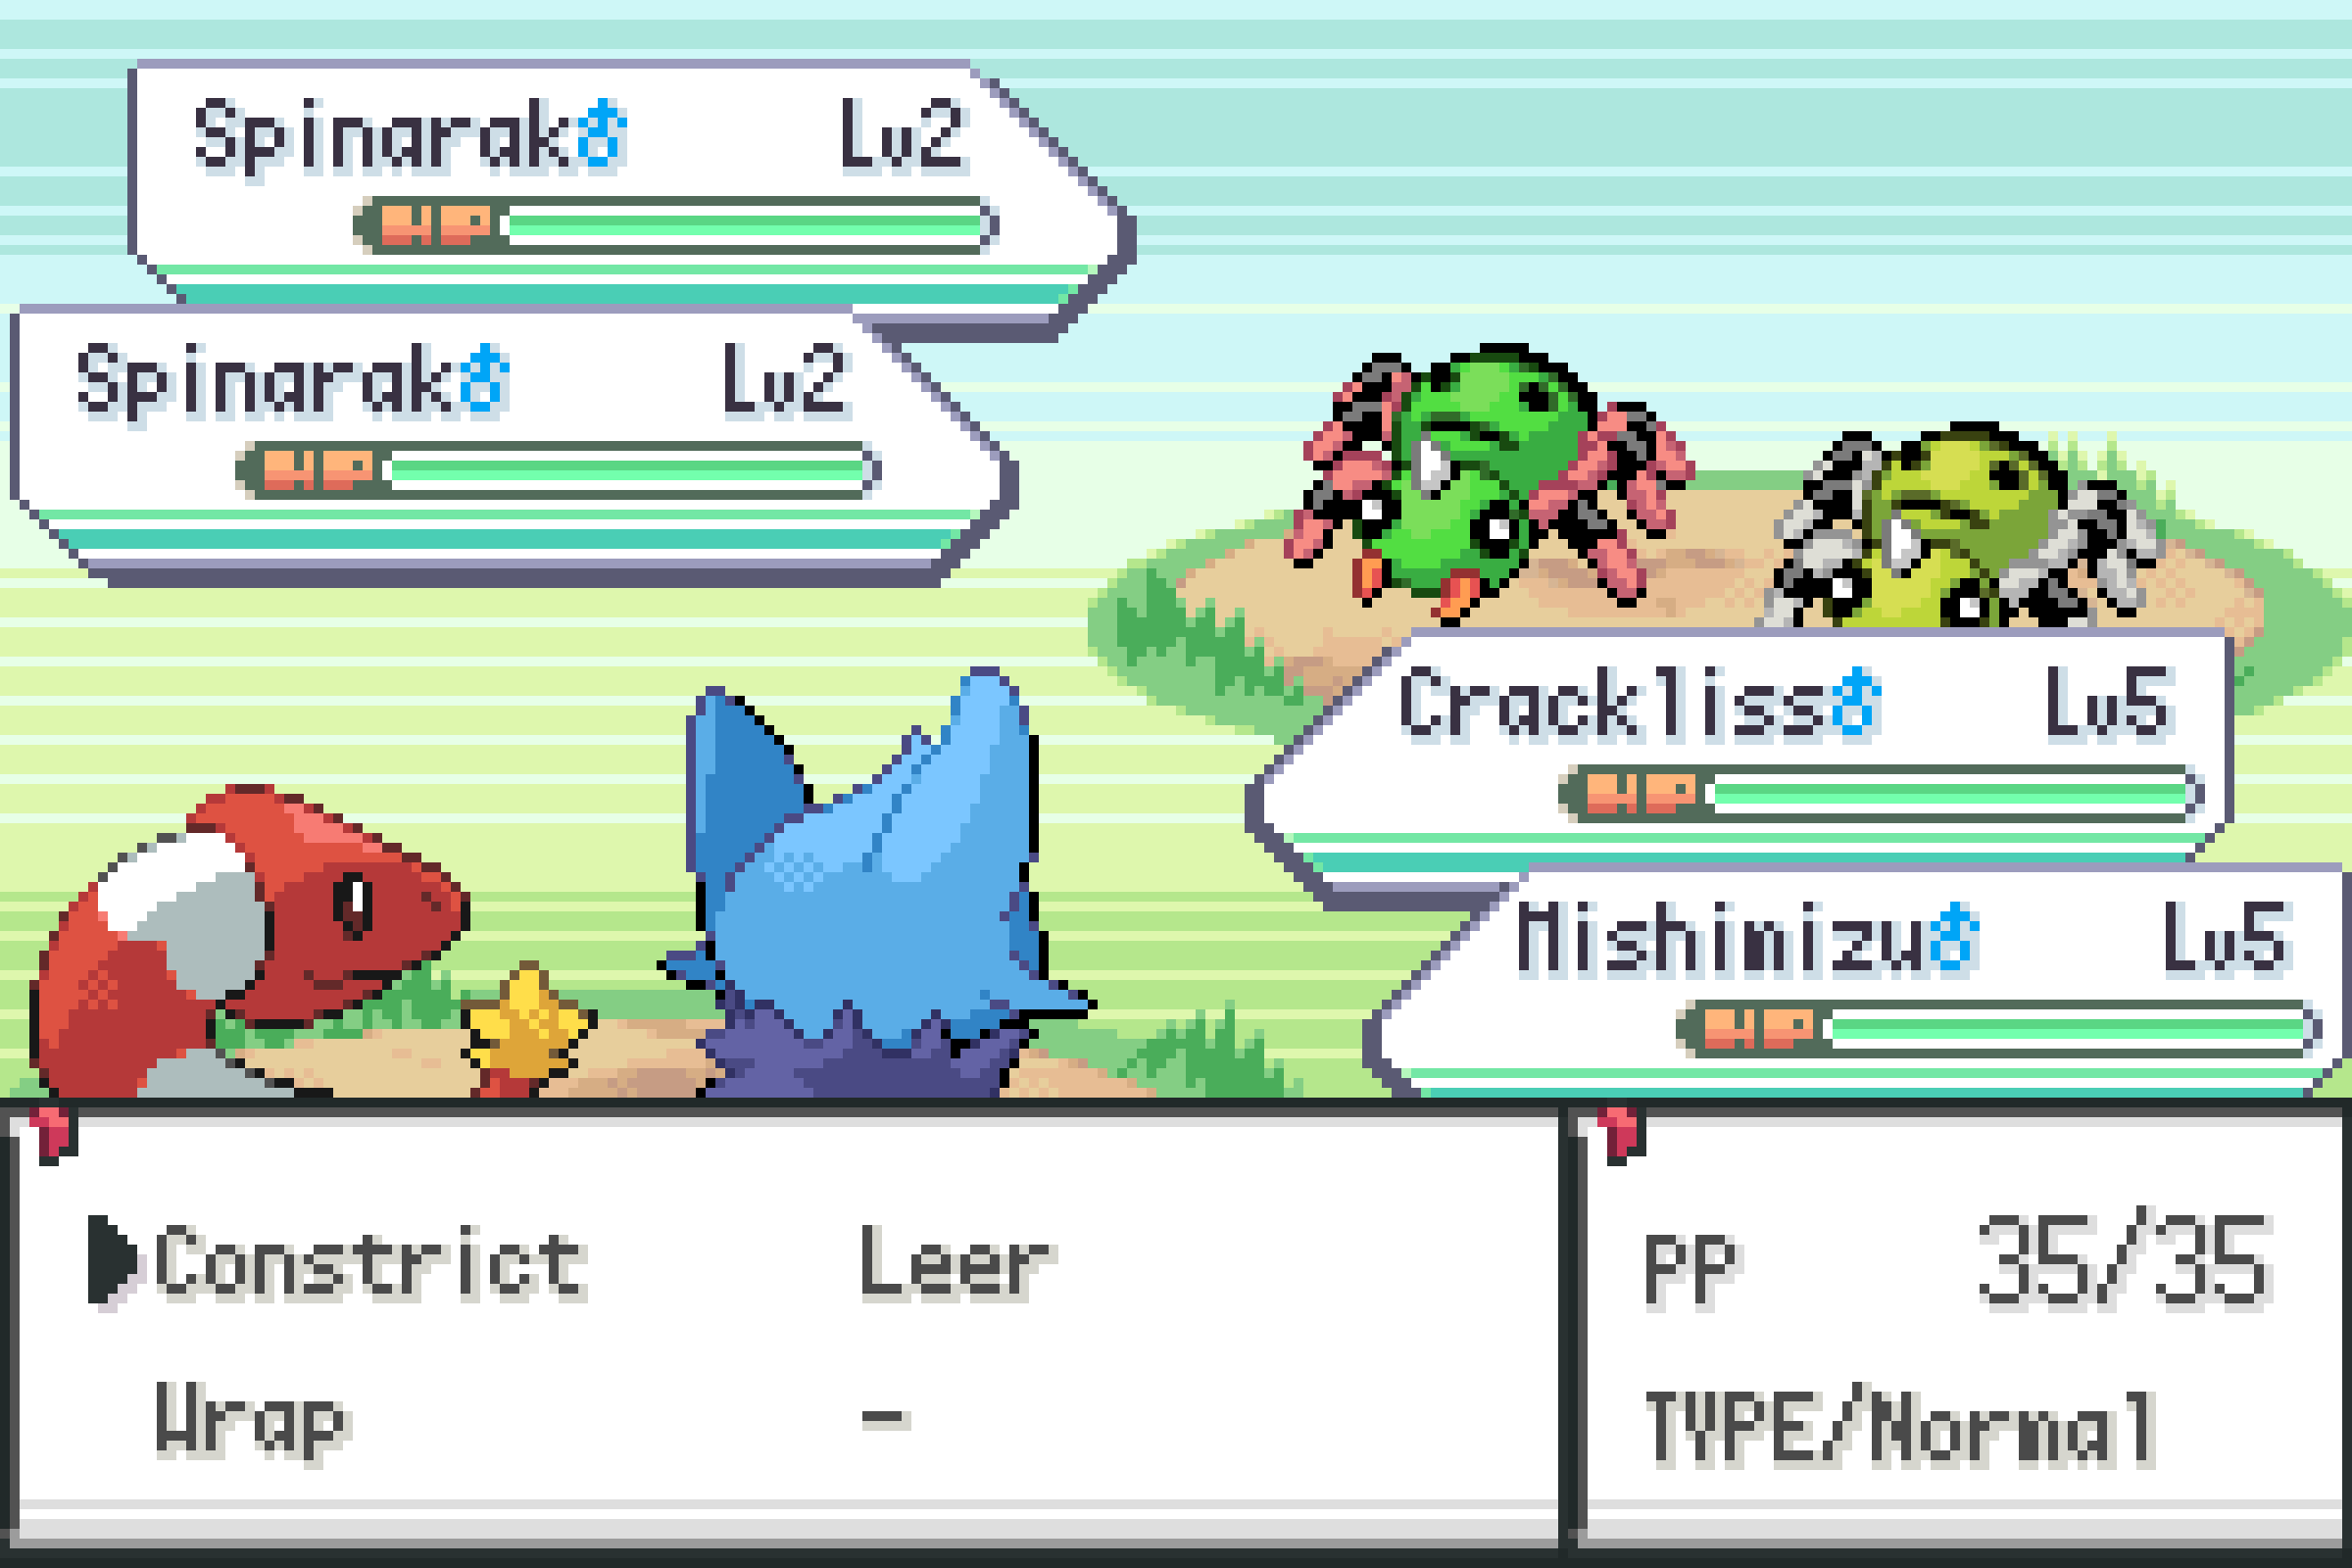 Spinarak♂ Lv2
HP
Spinarak♂ Lv2
HP
Crackliss♂ Lv5
HP
Mishimizu♂ Lv5
HP
Constrict Leer
Wrap -
PP 35/35
TYPE/Normal